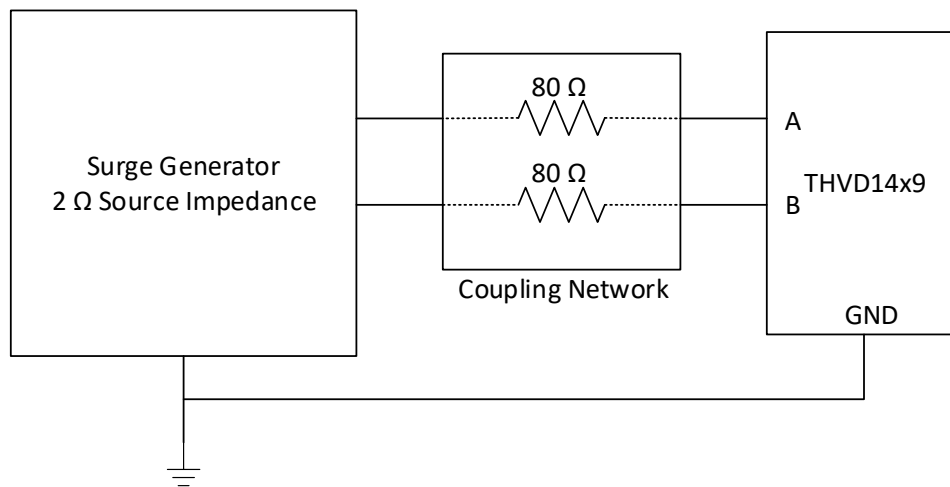 80 Ω
A
Surge Generator
2 Ω Source Impedance
80 Ω
THVD14x9
B
Coupling Network
GND